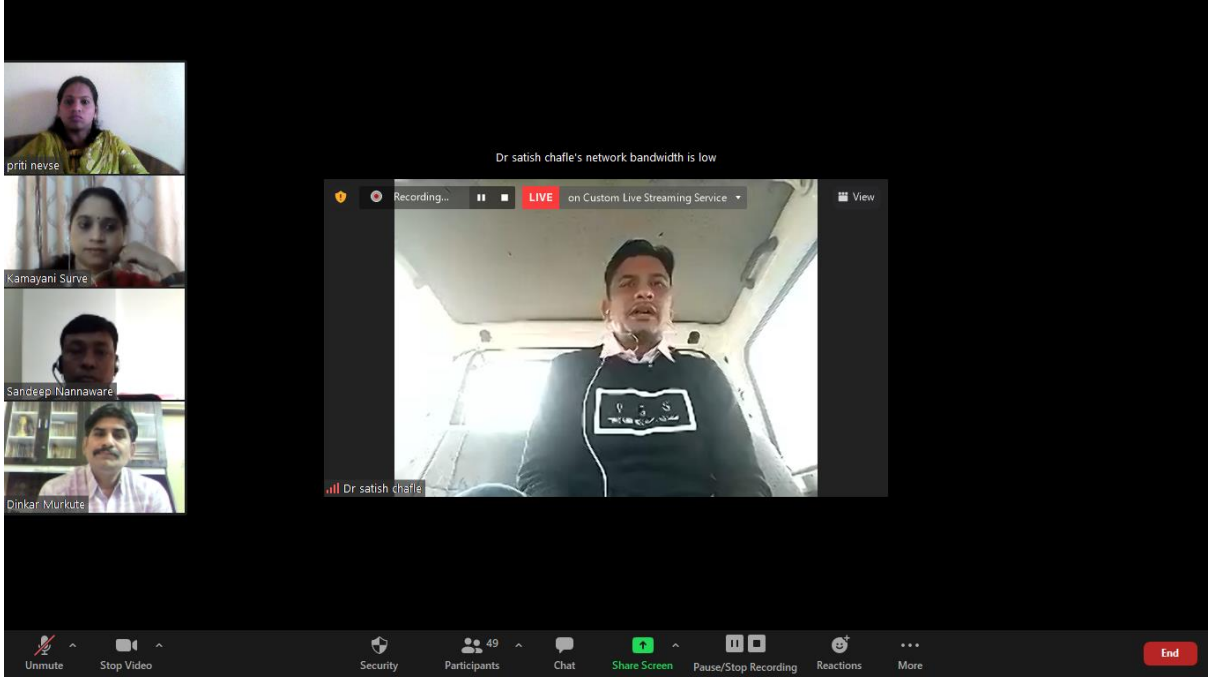 priti nevse
Kamayani Surve
Sandeep Nannaware
Dinkar Murkute
Dr satish chafle's network bandwidth is low
Recording...
LIVE on Custom Live Streaming Service
View
Dr satish chafle
Unmute
Stop Video
Security
49
Participants
Chat
Share Screen
Pause/Stop Recording
Reactions
More
End